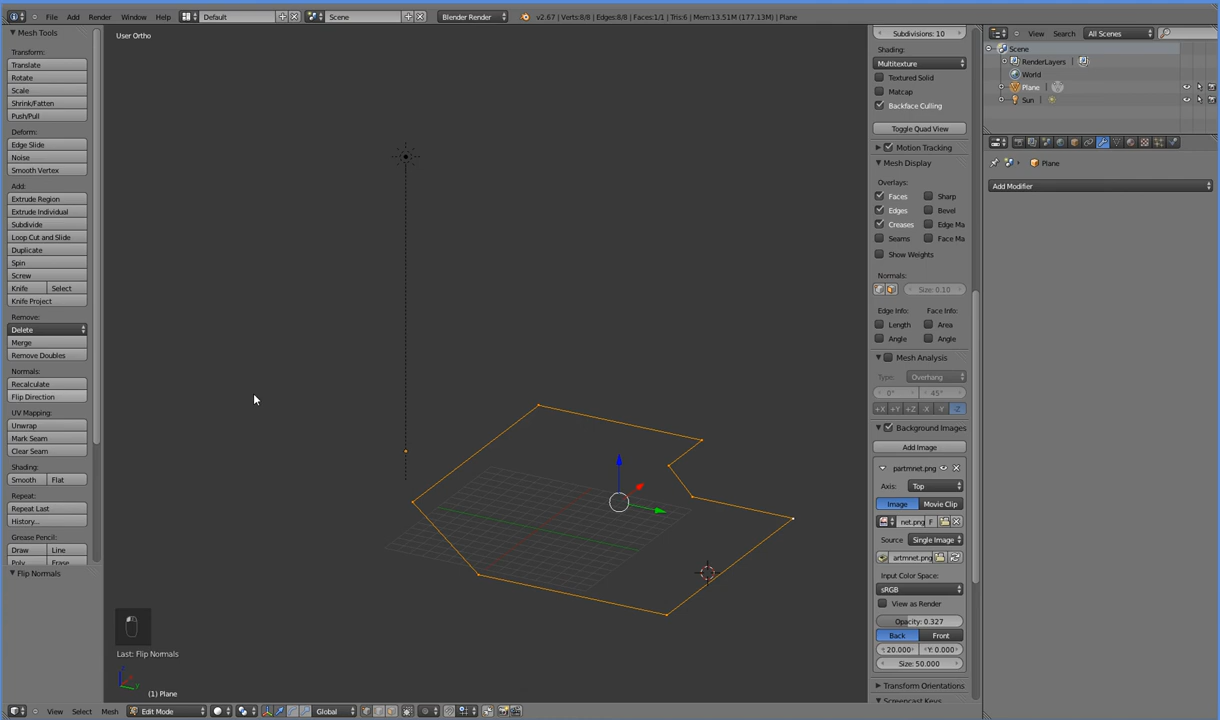 File Add Render Window Help Default Scene Blender Render v2.67 | Verts:8/8 | Edges:8/8 | Faces:1/1 | Tris:6 | Mem:13.51M (177.13M) | Plane
Mesh Tools
Transform:
Translate
Rotate
Scale
Shrink/Fatten
Push/Pull
Deform:
Edge Slide
Noise
Smooth Vertex
Add:
Extrude Region
Extrude Individual
Subdivide
Loop Cut and Slide
Duplicate
Spin
Screw
Knife Select
Knife Project
Remove:
Delete
Merge
Remove Doubles
Normals:
Recalculate
Flip Direction
UV Mapping:
Unwrap
Mark Seam
Clear Seam
Shading:
Smooth Flat
Repeat:
Repeat Last
History...
Grease Pencil:
Draw Line
Poly Erase
Flip Normals
User Ortho
Last: Flip Normals
(1) Plane
View Select Mesh Edit Mode Global
Subdivisions: 10
Shading:
Multitexture
Textured Solid
Matcap
Backface Culling
Toggle Quad View
Motion Tracking
Mesh Display
Overlays:
Faces Sharp
Edges Bevel
Creases Edge Ma
Seams Face Ma
Show Weights
Normals:
Size: 0.10
Edge Info: Face Info:
Length Area
Angle Angle
Mesh Analysis
Type: Overhang
0° 45°
+X +Y +Z -X -Y -Z
Background Images
Add Image
partmnet.png
Axis: Top
Image Movie Clip
net.png F
Source Single Image
artmnet.png
Input Color Space:
sRGB
View as Render
Opacity: 0.327
Back Front
20.000 Y: 0.000
Size: 50.000
Transform Orientations
Screencast Keys
View Search All Scenes
Scene
RenderLayers
World
Plane
Sun
Plane
Add Modifier